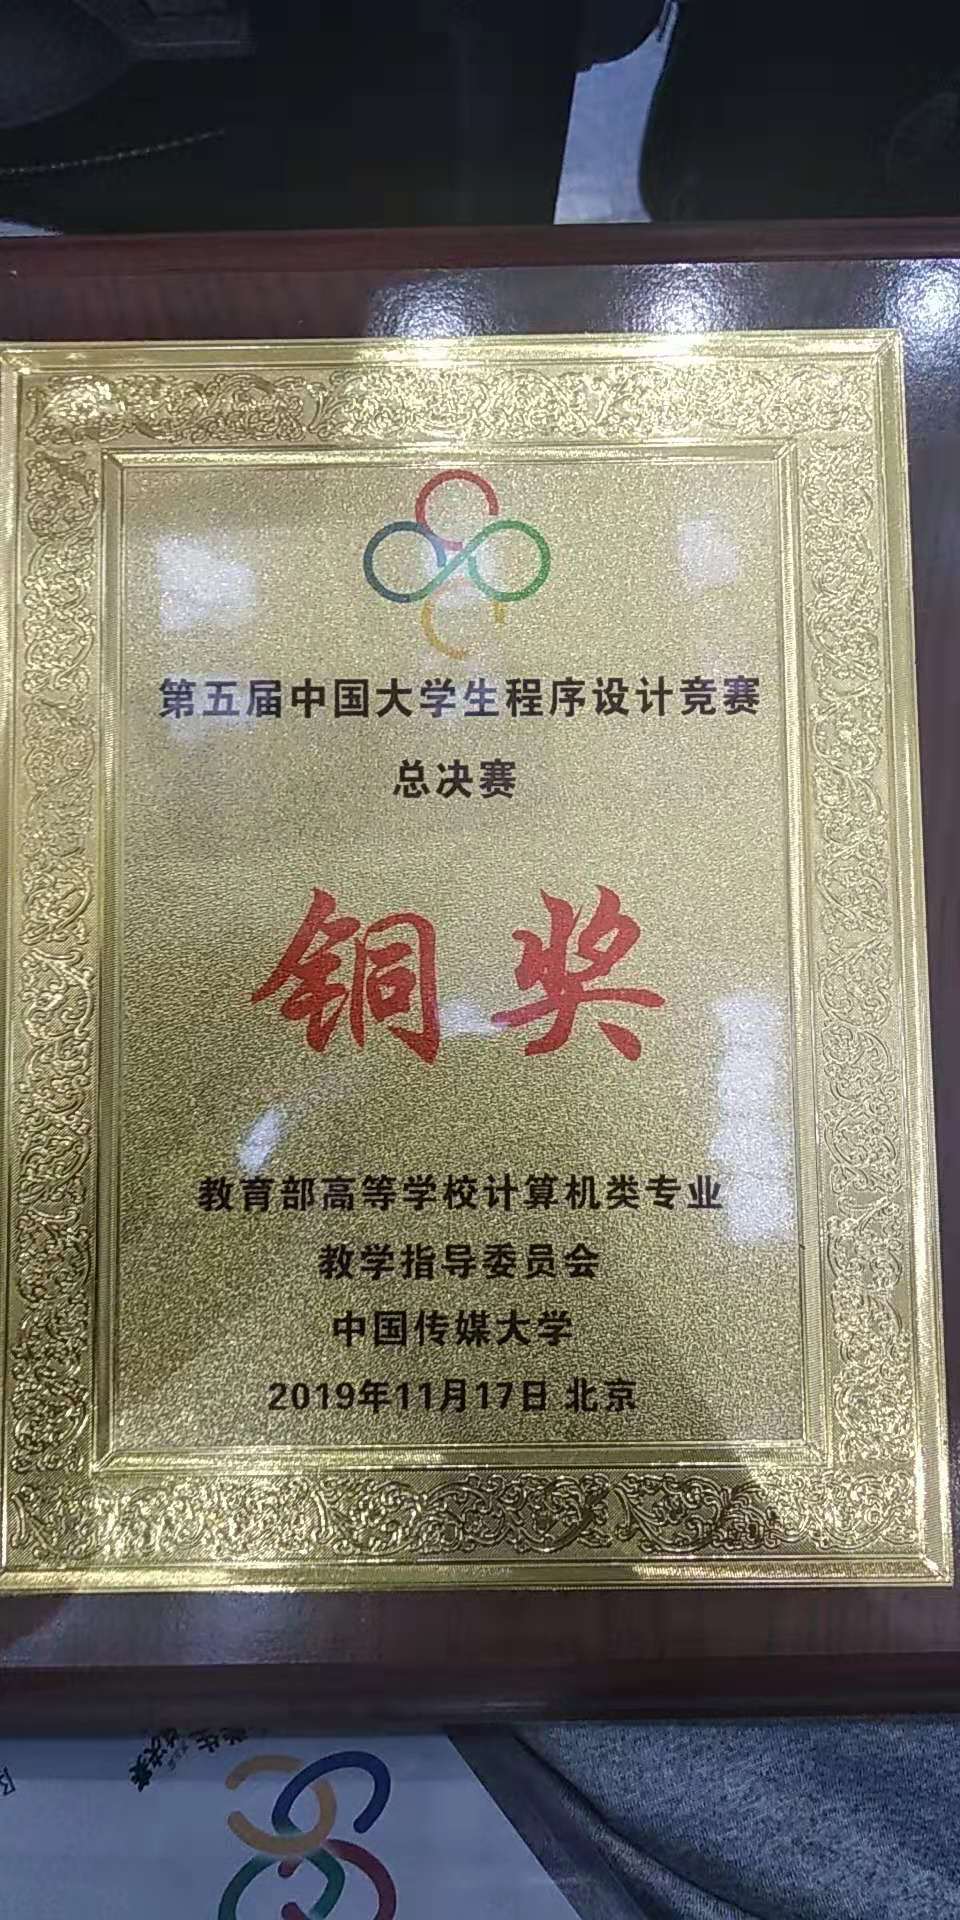 第五届中国大学生程序设计竞赛
总决赛
铜奖
教育部高等学校计算机类专业
教学指导委员会
中国传媒大学
2019年11月17日 北京